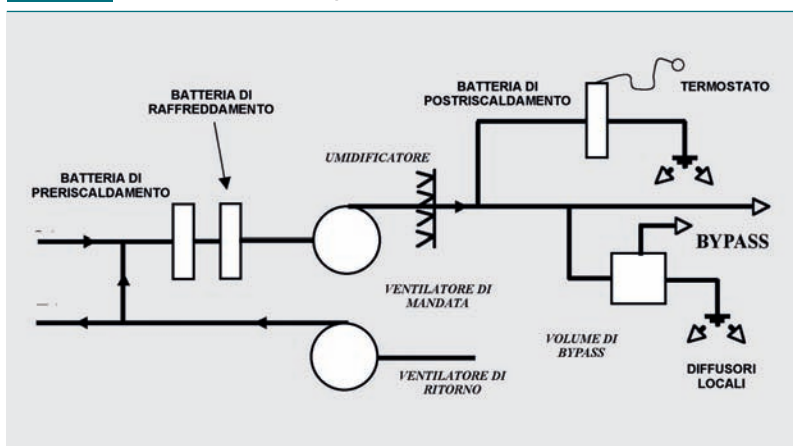 BATTERIA DI
RAFFREDDAMENTO
BATTERIA DI
POSTRISCALDAMENTO
TERMOSTATO
UMIDIFICATORE
BATTERIA DI
PRERISCALDAMENTO
BYPASS
VENTILATORE DI
MANDATA
VOLUME DI
BYPASS
VENTILATORE DI
RITORNO
DIFFUSORI
LOCALI